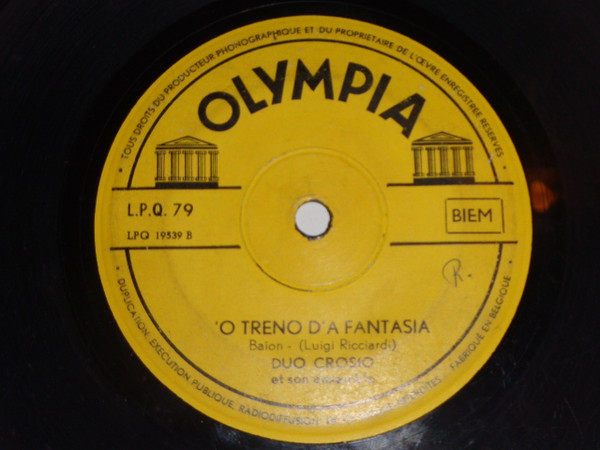 • TOUS DROITS DU PRODUCTEUR PHONOGRAPHIQUE ET DU PROPRIETAIRE DE L'ŒVRE ENREGISTREE RESERVES •
OLYMPIA
L.P.Q. 79
LPQ 19539 B
BIEM
R.
'O TRENO D'A FANTASIA
Baion - (Luigi Ricciardi)
DUO CROSIO
et son ensemble
• DUPLICATION, EXECUTION PUBLIQUE, RADIODIFFUSION, FABRIQUE EN BELGIQUE •